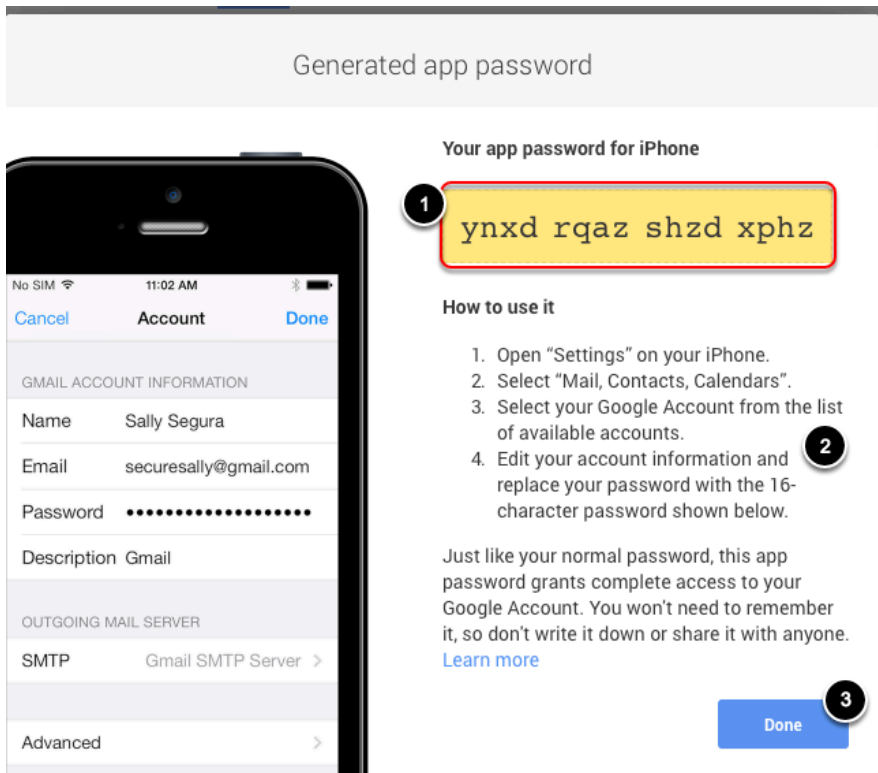 Generated app password
No SIM 11:02 AM
Cancel Account Done
GMAIL ACCOUNT INFORMATION
Name Sally Segura
Email securesally@gmail.com
Password •••••••••••••••••••
Description Gmail
OUTGOING MAIL SERVER
SMTP Gmail SMTP Server >
Advanced >
Your app password for iPhone
1
ynxd rqaz shzd xphz
How to use it
1. Open “Settings” on your iPhone.
2. Select “Mail, Contacts, Calendars”.
3. Select your Google Account from the list
of available accounts.
2
4. Edit your account information and
replace your password with the 16-
character password shown below.
Just like your normal password, this app
password grants complete access to your
Google Account. You won't need to remember
it, so don't write it down or share it with anyone.
Learn more
3
Done